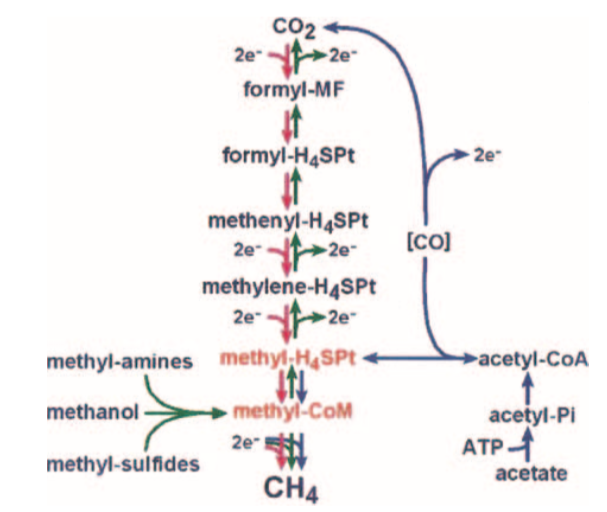 CO2
2e- 2e-
formyl-MF
formyl-H4SPt
2e-
methenyl-H4SPt
[CO]
2e- 2e-
methylene-H4SPt
2e- 2e-
methyl-amines methyl-H4SPt acetyl-CoA
methanol methyl-CoM acetyl-Pi
2e-
ATP
methyl-sulfides acetate
CH4